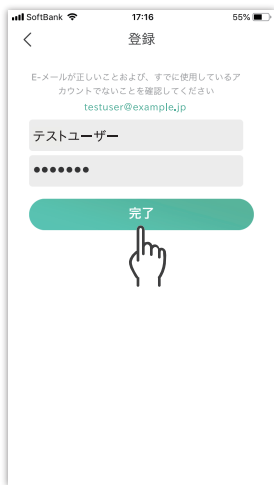 SoftBank 17:16 55%
登録
E-メールが正しいことおよび、すでに使用しているア
カウントでないことを確認してください
testuser@example.jp
テストユーザー
•••••••
完了